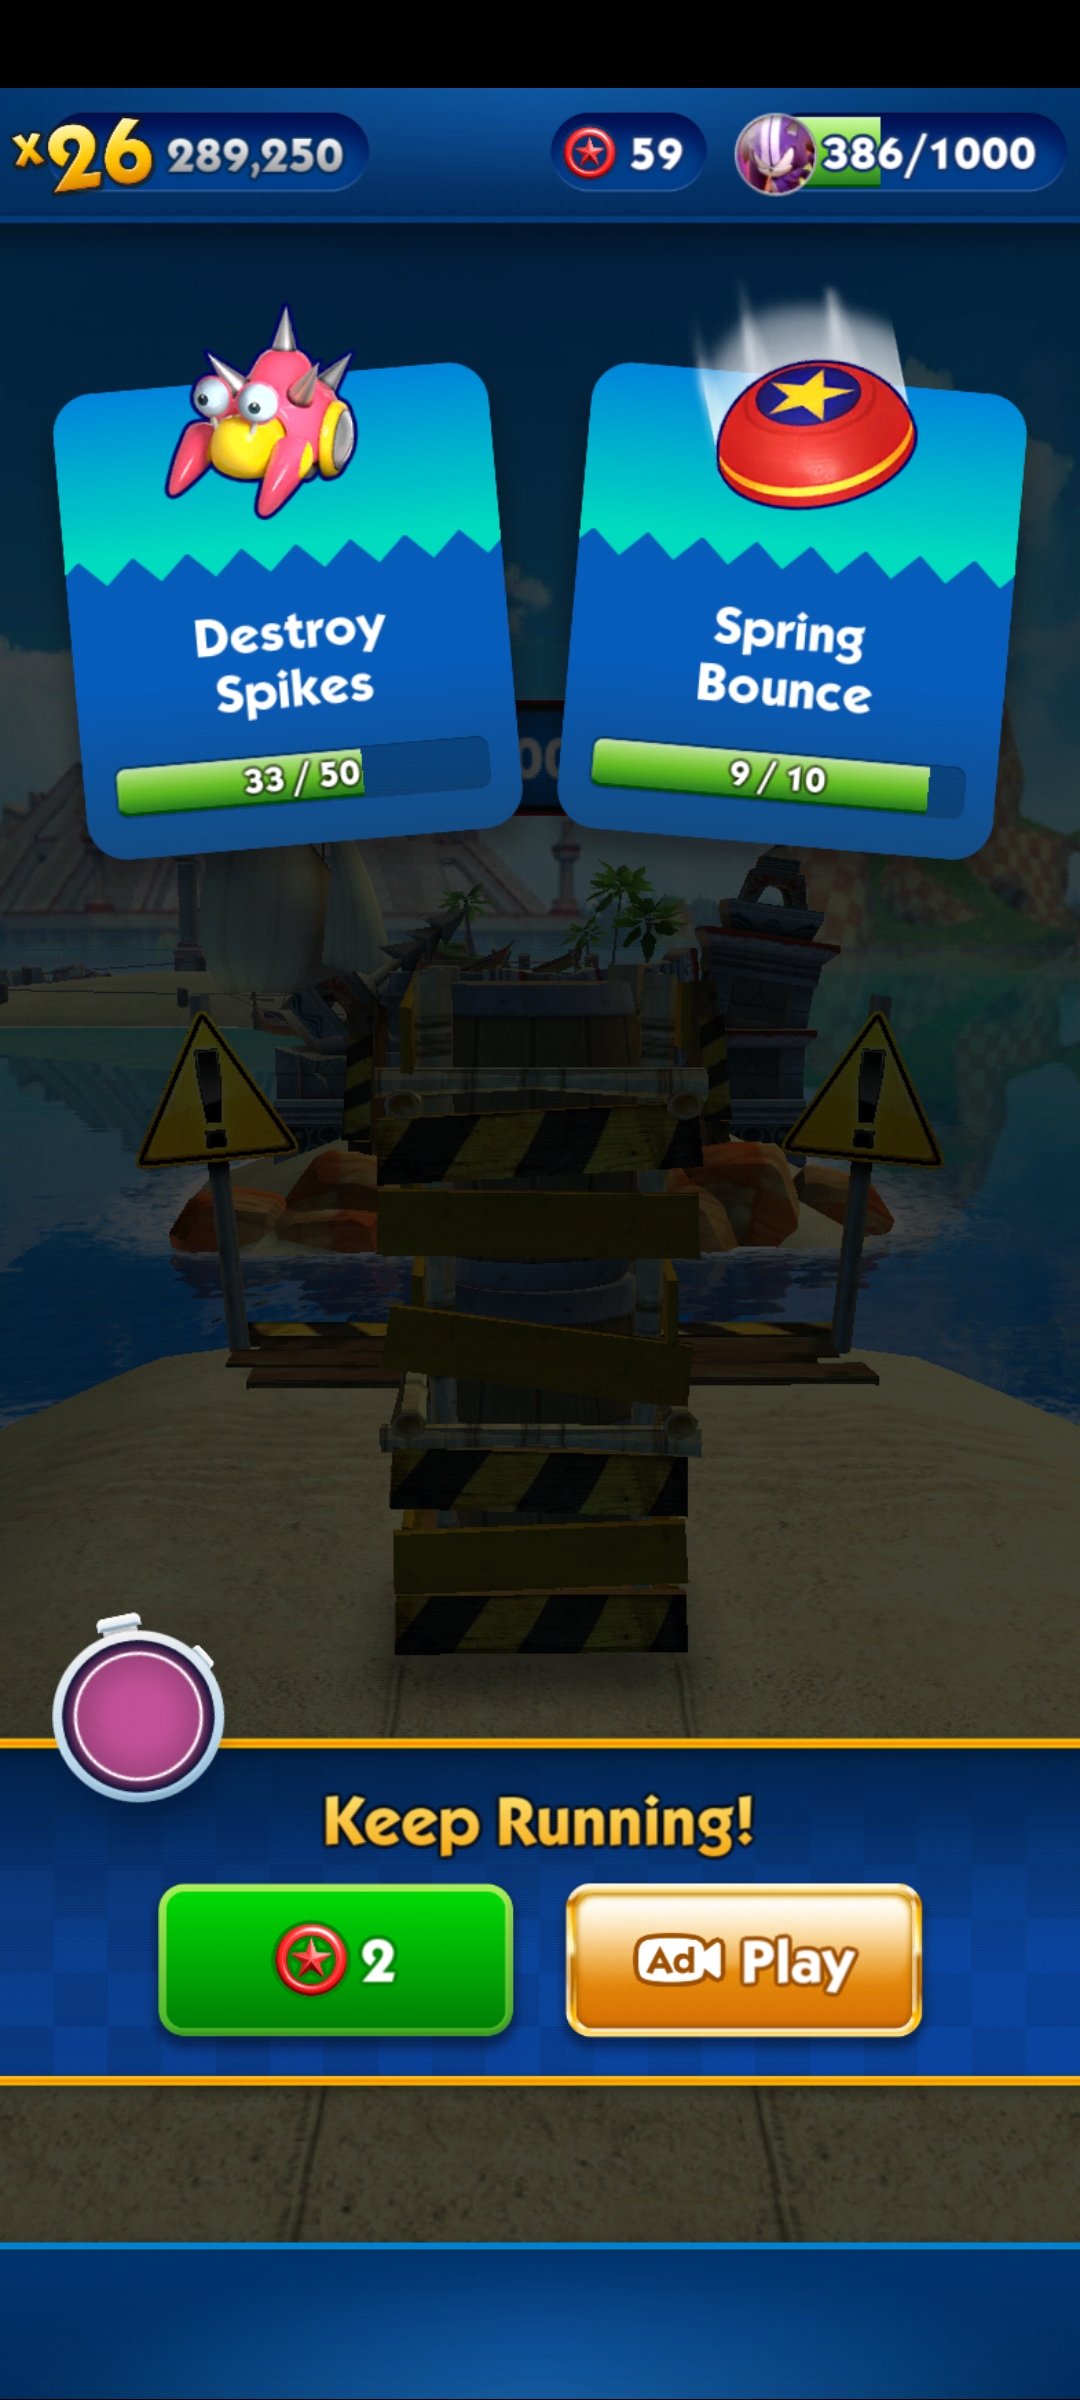 x26 289,250
59
386/1000
Destroy
Spikes
33 / 50
Spring
Bounce
9 / 10
Keep Running!
2
Ad Play